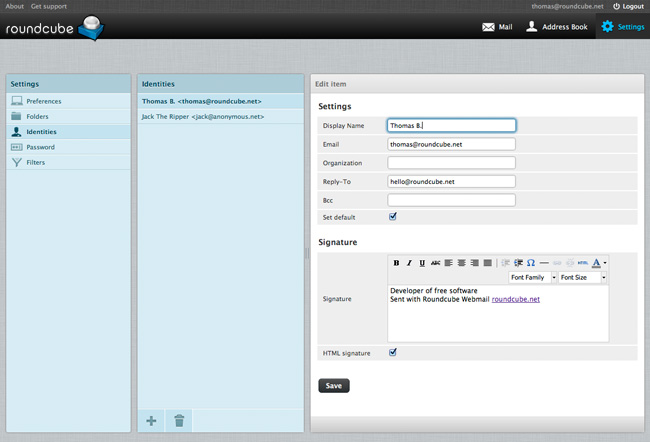 About Get support thomas@roundcube.net Logout
roundcube Mail Address Book Settings
Settings
Preferences
Folders
Identities
Password
Filters
Identities
Thomas B. <thomas@roundcube.net>
Jack The Ripper <jack@anonymous.net>
Edit item
Settings
Display Name Thomas B.
Email thomas@roundcube.net
Organization
Reply-To hello@roundcube.net
Bcc
Set default
Signature
B I U ABC Ω — HTML A
Font Family Font Size
Signature
Developer of free software
Sent with Roundcube Webmail roundcube.net
HTML signature
Save